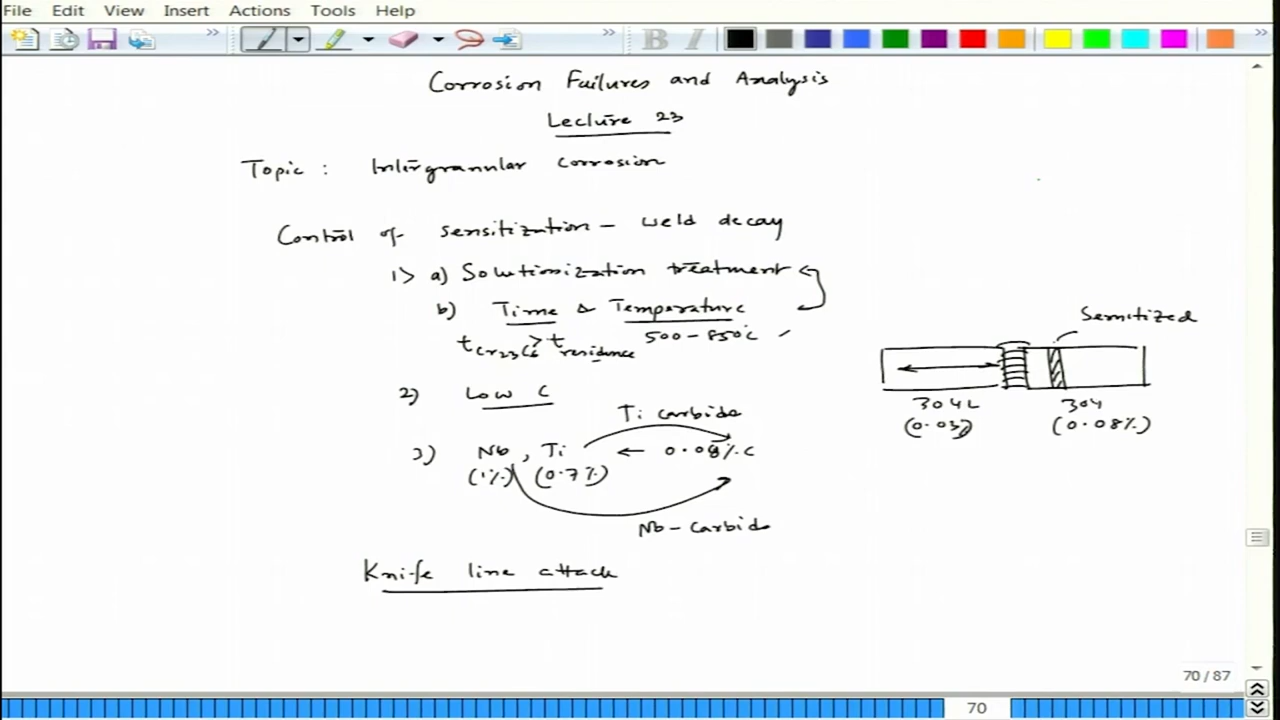 File Edit View Insert Actions Tools Help
Corrosion Failures and Analysis
Lecture 23
Topic : Intergranular corrosion
Control of sensitization - weld decay
1> a) Solutionization treatment
b) Time & Temperature
500-850°C
tCr23C6 > tresidence
Sensitized
304L 304
(0.03) (0.08%)
2) Low C
Ti carbide
3) Nb , Ti ← 0.08% C
(1%) (0.7%)
Nb-carbide
Knife line attack
70 / 87
70